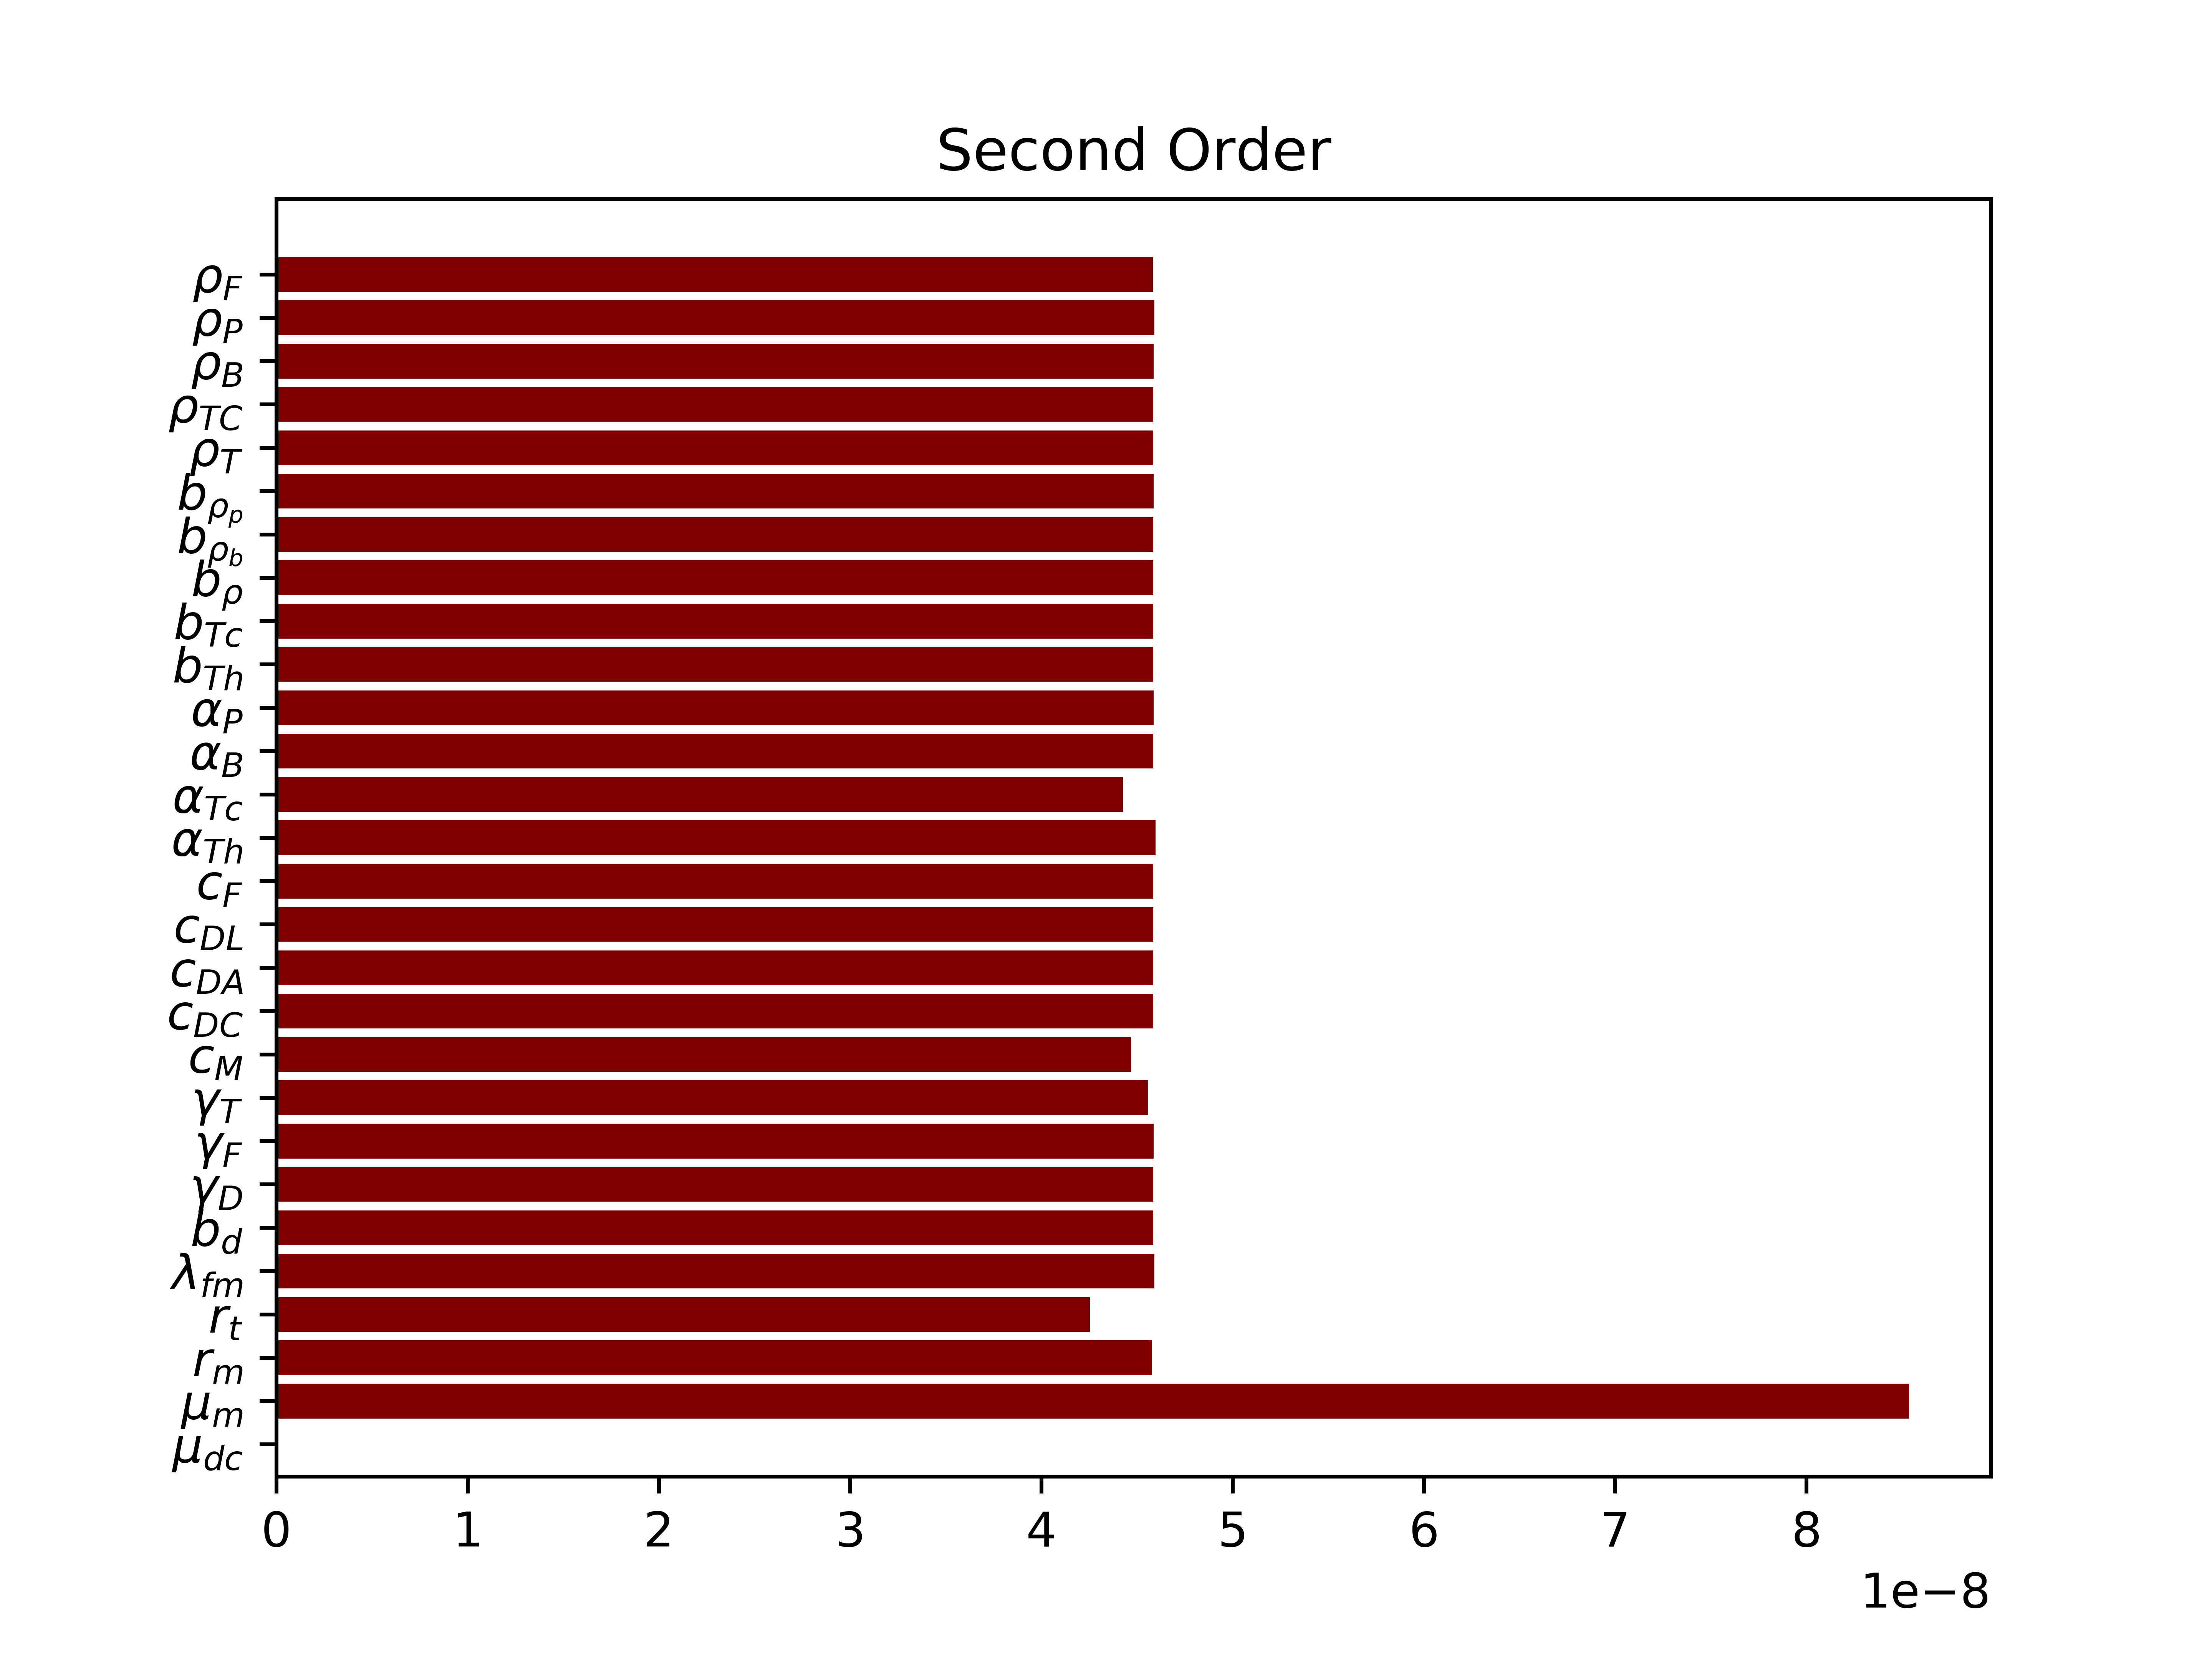 Second Order
ρ_F
ρ_P
ρ_B
ρ_TC
ρ_T
b_ρ_p
b_ρ_b
b_ρ
b_Tc
b_Th
α_P
α_B
α_Tc
α_Th
c_F
c_DL
c_DA
c_DC
c_M
γ_T
γ_F
γ_D
b_d
λ_fm
r_t
r_m
μ_m
μ_dc
0 1 2 3 4 5 6 7 8
1e−8